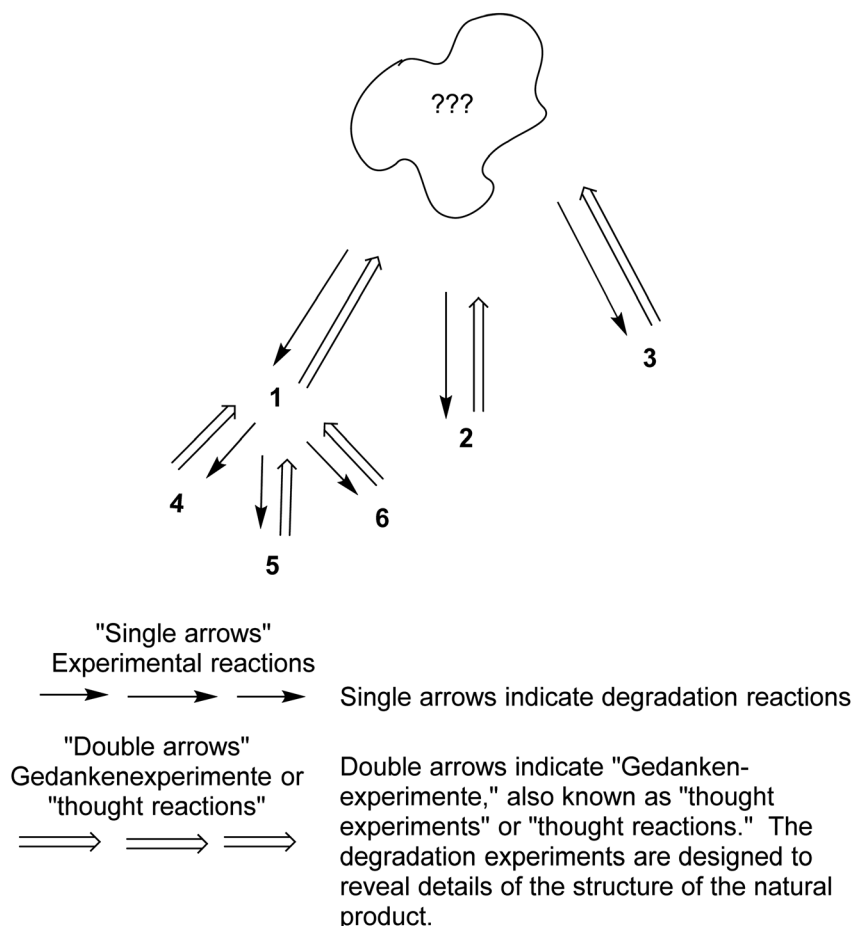 ???
1
2
3
4
5
6
"Single arrows"
Experimental reactions
Single arrows indicate degradation reactions
"Double arrows"
Gedankenexperimente or
"thought reactions"
Double arrows indicate "Gedanken-
experimente," also known as "thought
experiments" or "thought reactions." The
degradation experiments are designed to
reveal details of the structure of the natural
product.